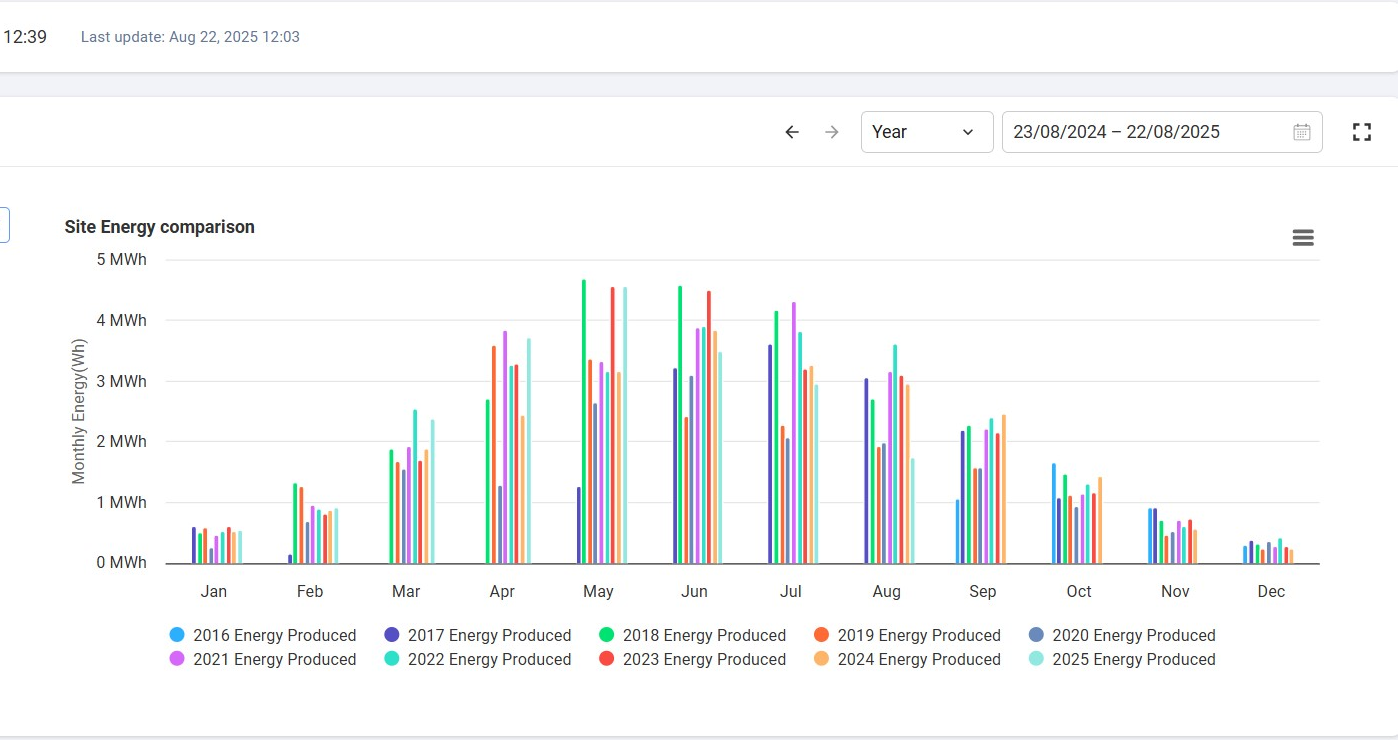 12:39 Last update: Aug 22, 2025 12:03
Year 23/08/2024 – 22/08/2025
Site Energy comparison
Monthly Energy(Wh)
5 MWh
4 MWh
3 MWh
2 MWh
1 MWh
0 MWh
Jan Feb Mar Apr May Jun Jul Aug Sep Oct Nov Dec
2016 Energy Produced 2017 Energy Produced 2018 Energy Produced 2019 Energy Produced 2020 Energy Produced
2021 Energy Produced 2022 Energy Produced 2023 Energy Produced 2024 Energy Produced 2025 Energy Produced